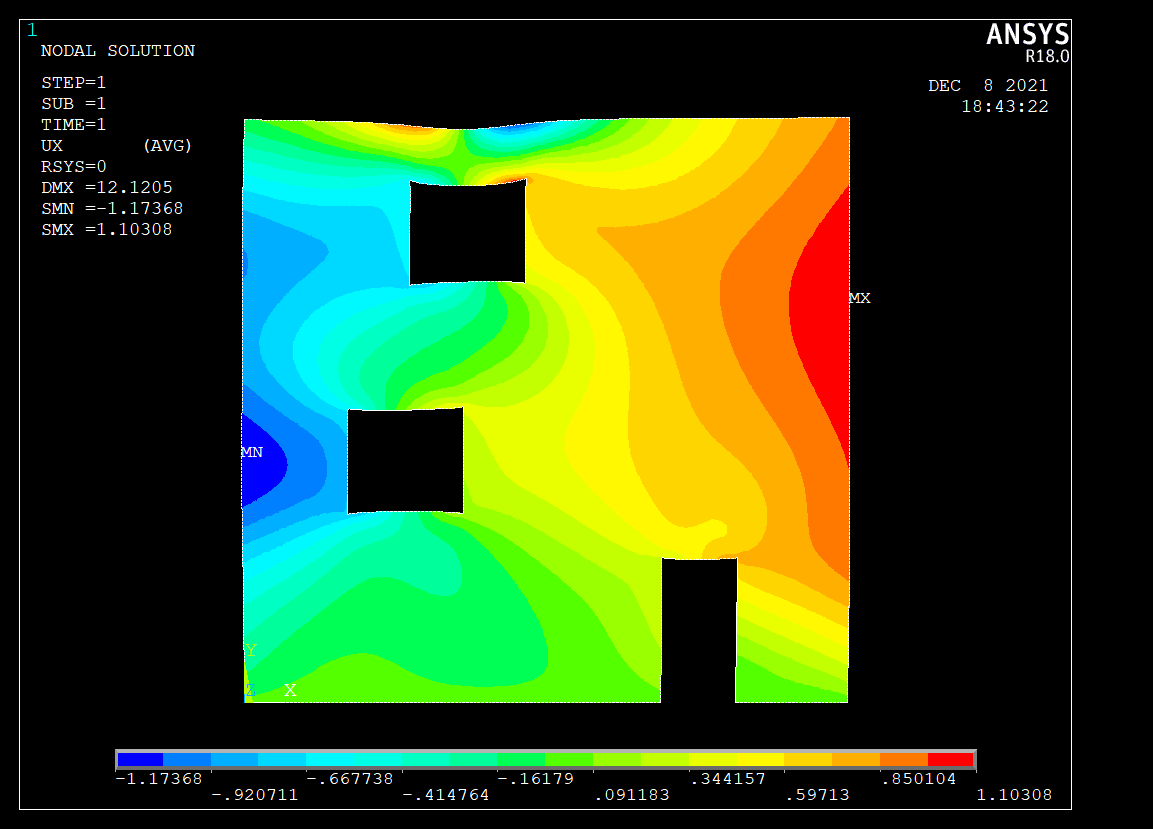 1
NODAL SOLUTION
STEP=1
SUB =1
TIME=1
UX (AVG)
RSYS=0
DMX =12.1205
SMN =-1.17368
SMX =1.10308
ANSYS
R18.0
DEC 8 2021
18:43:22
MX
MN
Y
Z X
-1.17368 -.667738 -.16179 .344157 .850104
-.920711 -.414764 .091183 .59713 1.10308